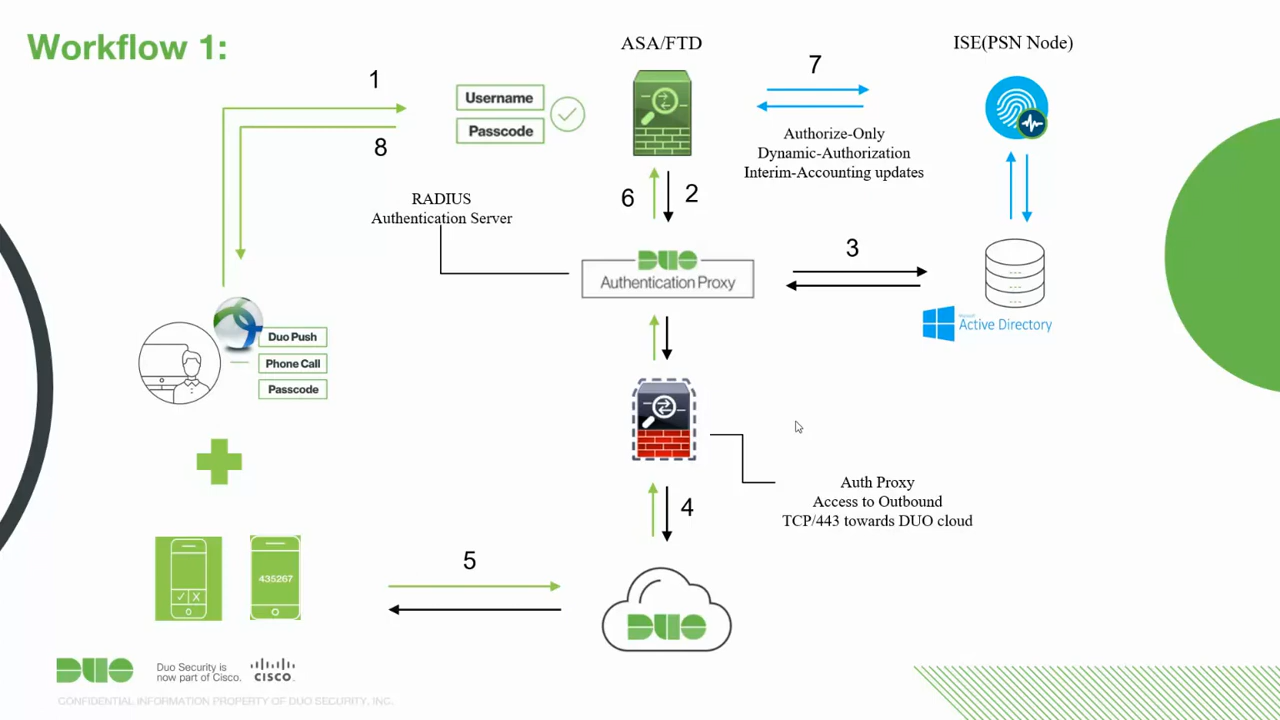 Workflow 1:
ASA/FTD
ISE(PSN Node)
1
Username
Passcode
8
7
Authorize-Only
Dynamic-Authorization
Interim-Accounting updates
RADIUS
Authentication Server
6
2
DUO
Authentication Proxy
3
Microsoft
Active Directory
Duo Push
Phone Call
Passcode
Auth Proxy
Access to Outbound
TCP/443 towards DUO cloud
4
5
435267
DUO
DUO
Duo Security is
now part of Cisco.
CISCO
CONFIDENTIAL INFORMATION PROPERTY OF DUO SECURITY, INC.